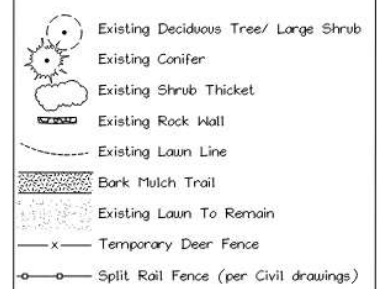 Existing Deciduous Tree/ Large Shrub
Existing Conifer
Existing Shrub Thicket
Existing Rock Wall
Existing Lawn Line
Bark Mulch Trail
Existing Lawn To Remain
x Temporary Deer Fence
Split Rail Fence (per Civil drawings)